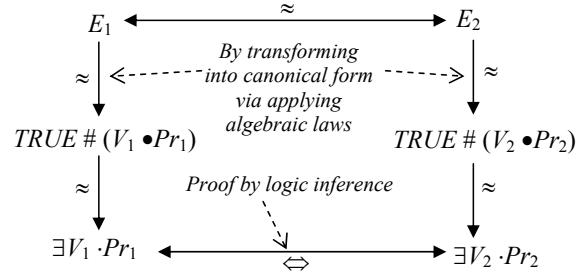 ≈
E₁ E₂
≈ By transforming ≈
into canonical form
via applying
algebraic laws
TRUE # (V₁ •Pr₁) TRUE # (V₂ •Pr₂)
≈ Proof by logic inference ≈
∃V₁ ·Pr₁ ∃V₂ ·Pr₂
⇔